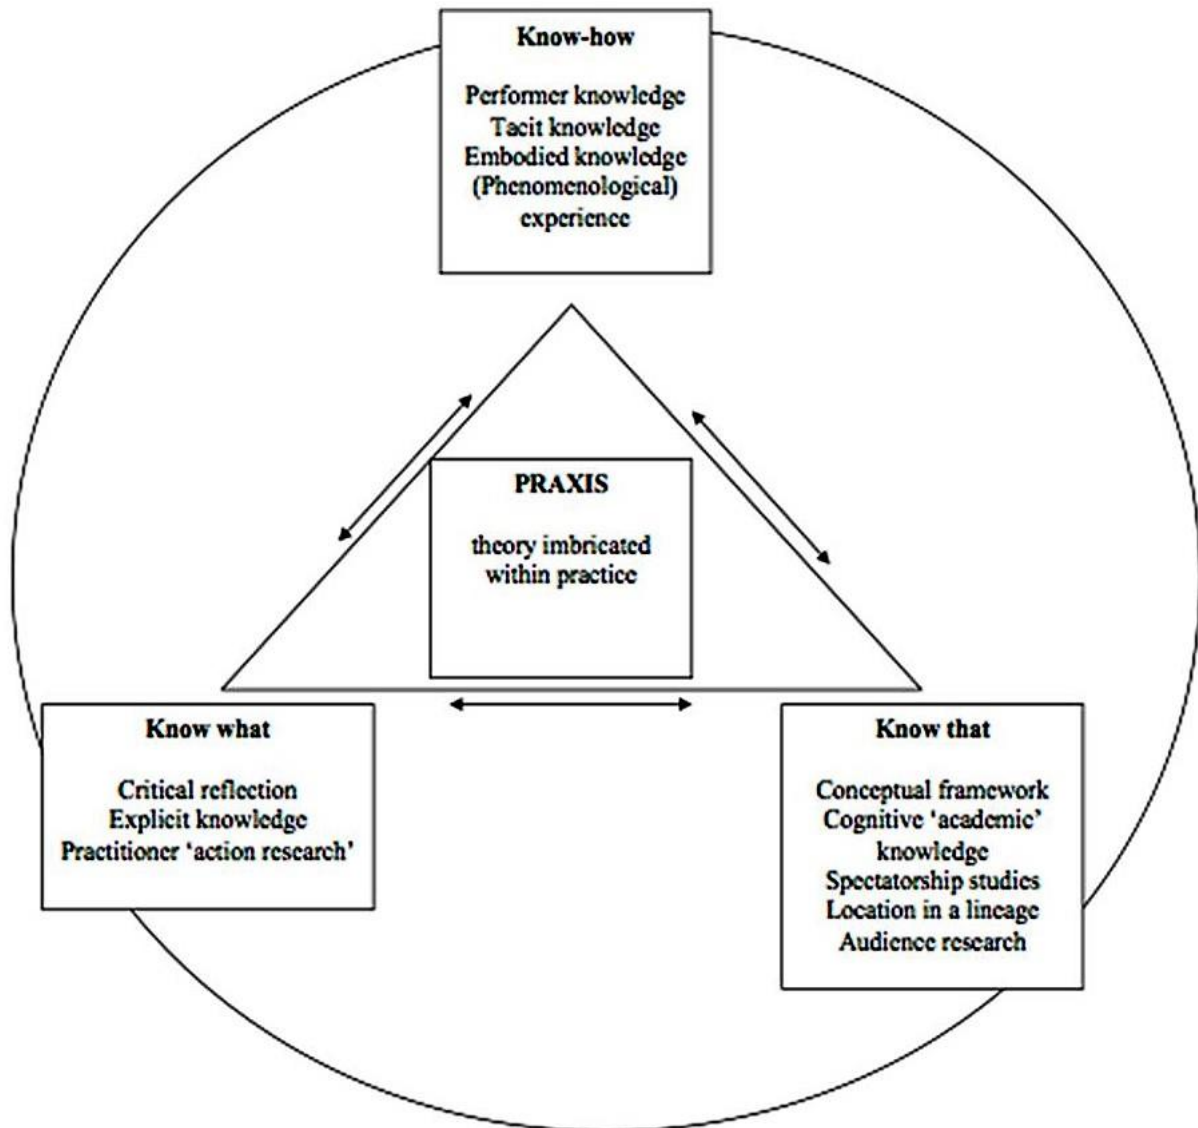 Know-how
Performer knowledge
Tacit knowledge
Embodied knowledge
(Phenomenological)
experience
PRAXIS
theory imbricated
within practice
Know what
Critical reflection
Explicit knowledge
Practitioner ‘action research’
Know that
Conceptual framework
Cognitive ‘academic’
knowledge
Spectatorship studies
Location in a lineage
Audience research